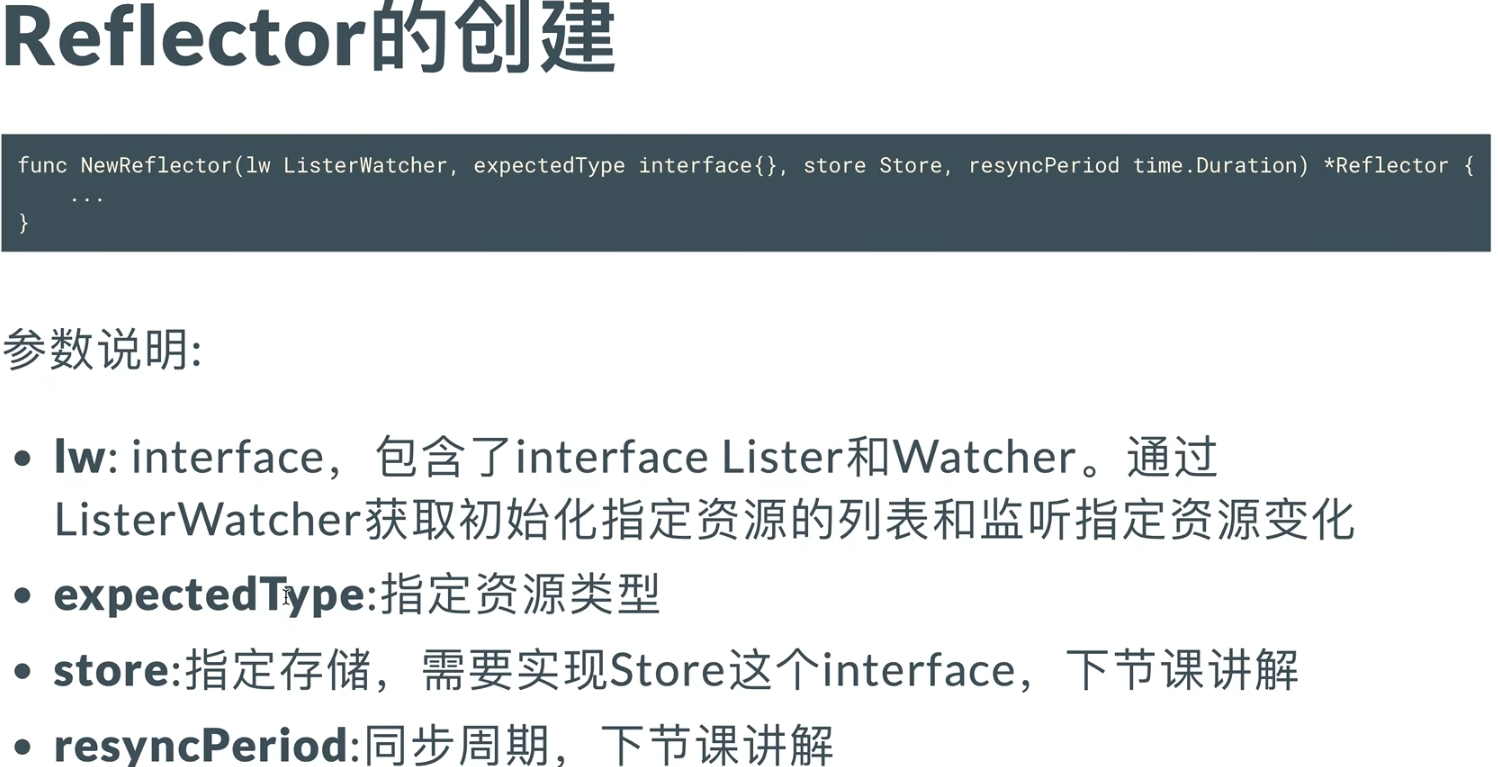 Reflector的创建
func NewReflector(lw ListerWatcher, expectedType interface{}, store Store, resyncPeriod time.Duration) *Reflector {
...
}
参数说明:
• lw: interface，包含了interface Lister和Watcher。通过
ListerWatcher获取初始化指定资源的列表和监听指定资源变化
• expectedType:指定资源类型
• store:指定存储，需要实现Store这个interface，下节课讲解
• resyncPeriod:同步周期，下节课讲解